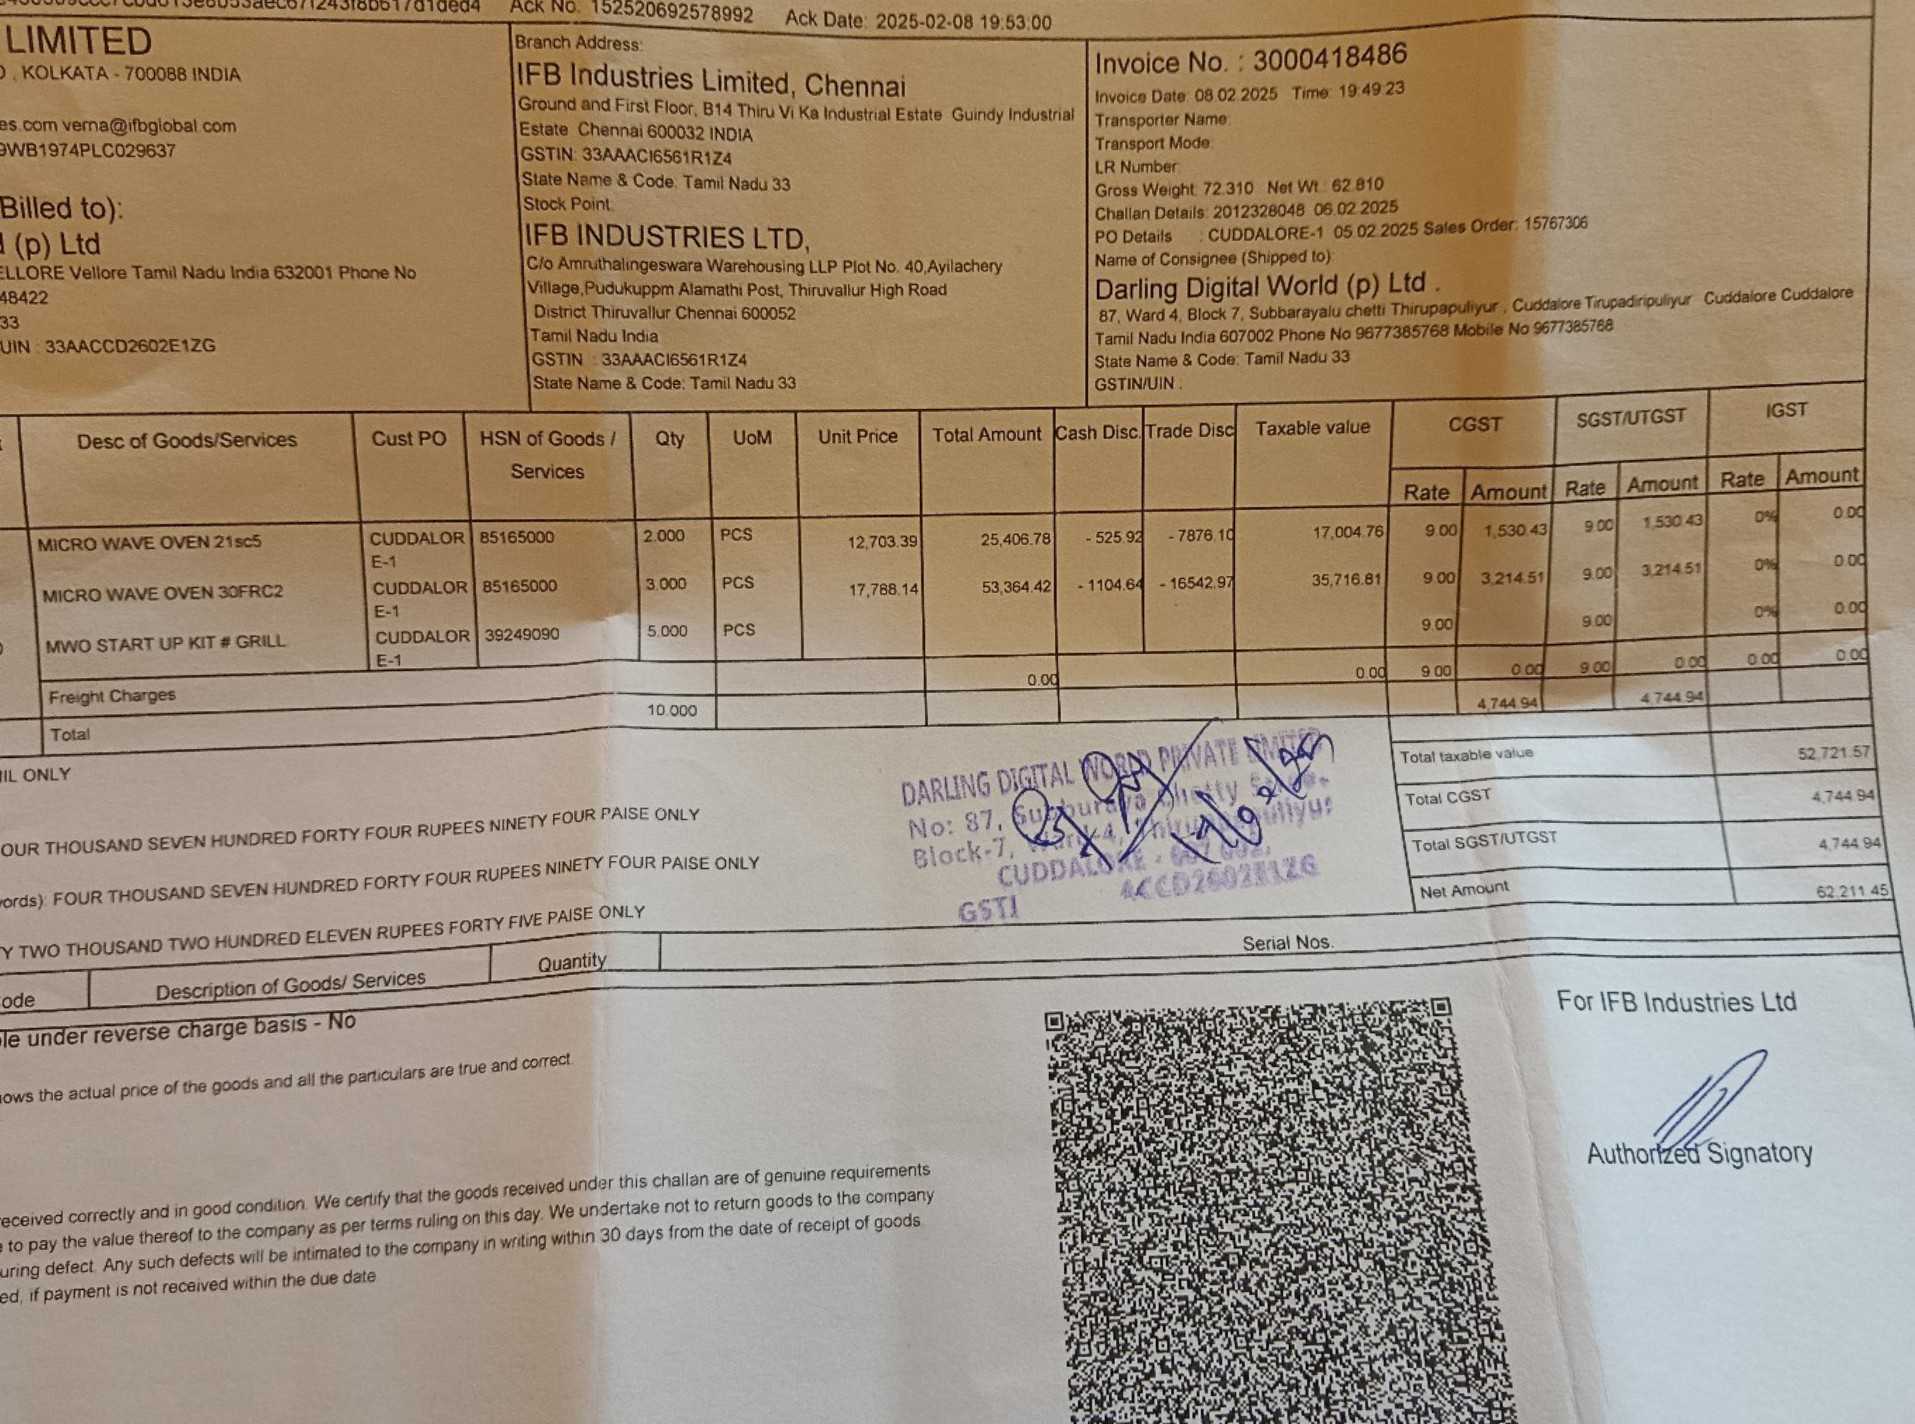 Ack No. 152520692578992 Ack Date: 2025-02-08 19:53:00
LIMITED
, KOLKATA - 700088 INDIA
es.com verna@ifbglobal.com
9WB1974PLC029637
Billed to):
(p) Ltd
ELLORE Vellore Tamil Nadu India 632001 Phone No
48422
33
UIN : 33AACCD2602E1ZG
Branch Address:
IFB Industries Limited, Chennai
Ground and First Floor, B14 Thiru Vi Ka Industrial Estate Guindy Industrial
Estate Chennai 600032 INDIA
GSTIN: 33AAACI6561R1Z4
State Name & Code: Tamil Nadu 33
Stock Point:
IFB INDUSTRIES LTD,
C/o Amruthalingeswara Warehousing LLP Plot No. 40,Ayilachery
Village,Pudukuppm Alamathi Post, Thiruvallur High Road
District Thiruvallur Chennai 600052
Tamil Nadu India
GSTIN : 33AAACI6561R1Z4
State Name & Code: Tamil Nadu 33
Invoice No. : 3000418486
Invoice Date: 08.02.2025 Time: 19:49:23
Transporter Name:
Transport Mode:
LR Number:
Gross Weight: 72.310 Net Wt.: 62.810
Challan Details: 2012328048 06.02.2025
PO Details : CUDDALORE-1 05.02.2025 Sales Order: 15767306
Name of Consignee (Shipped to):
Darling Digital World (p) Ltd .
87, Ward 4, Block 7, Subbarayalu chetti Thirupapuliyur , Cuddalore Tirupadiripuliyur Cuddalore Cuddalore
Tamil Nadu India 607002 Phone No 9677385768 Mobile No 9677385768
State Name & Code: Tamil Nadu 33
GSTIN/UIN :
Desc of Goods/Services Cust PO HSN of Goods / Services Qty UoM Unit Price Total Amount Cash Disc. Trade Disc Taxable value CGST SGST/UTGST IGST
Rate Amount Rate Amount Rate Amount
MICRO WAVE OVEN 21sc5 CUDDALOR E-1 85165000 2.000 PCS 12,703.39 25,406.78 - 525.92 - 7876.10 17,004.76 9.00 1,530.43 9.00 1,530.43 0% 0.00
MICRO WAVE OVEN 30FRC2 CUDDALOR E-1 85165000 3.000 PCS 17,788.14 53,364.42 - 1104.64 - 16542.97 35,716.81 9.00 3,214.51 9.00 3,214.51 0% 0.00
MWO START UP KIT # GRILL CUDDALOR E-1 39249090 5.000 PCS 9.00 9.00 0% 0.00
Freight Charges 0.00 0.00 9.00 0.00 9.00 0.00 0.00 0.00
Total 10.000 4,744.94 4,744.94
Total taxable value 52,721.57
Total CGST 4,744.94
Total SGST/UTGST 4,744.94
Net Amount 62,211.45
NIL ONLY
OUR THOUSAND SEVEN HUNDRED FORTY FOUR RUPEES NINETY FOUR PAISE ONLY
words): FOUR THOUSAND SEVEN HUNDRED FORTY FOUR RUPEES NINETY FOUR PAISE ONLY
Y TWO THOUSAND TWO HUNDRED ELEVEN RUPEES FORTY FIVE PAISE ONLY
DARLING DIGITAL WORLD PRIVATE LIMITED
No: 87,
Block-7,
CUDDALORE
GSTI 4CCD2602E1ZG
ode Description of Goods/ Services Quantity Serial Nos.
le under reverse charge basis - No
ows the actual price of the goods and all the particulars are true and correct.
For IFB Industries Ltd
Authorized Signatory
received correctly and in good condition. We certify that the goods received under this challan are of genuine requirements
to pay the value thereof to the company as per terms ruling on this day. We undertake not to return goods to the company
uring defect. Any such defects will be intimated to the company in writing within 30 days from the date of receipt of goods.
ed, if payment is not received within the due date